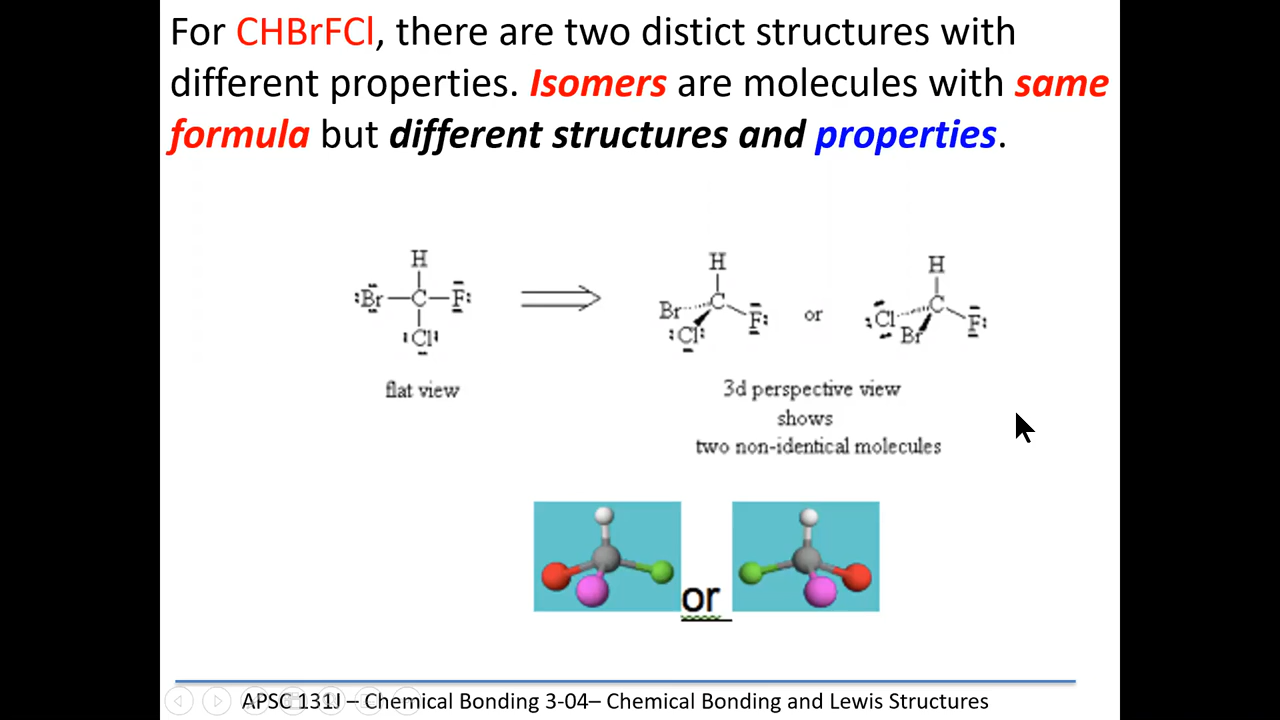 For CHBrFCl, there are two distict structures with
different properties. Isomers are molecules with same
formula but different structures and properties.
H
Br C F
Cl
flat view
H
Br C F
Cl
or
H
Cl C F
Br
3d perspective view
shows
two non-identical molecules
or
APSC 131J – Chemical Bonding 3-04– Chemical Bonding and Lewis Structures